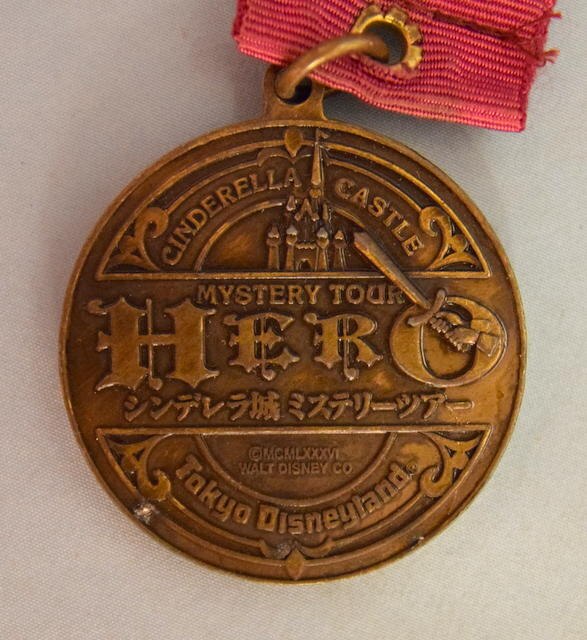 CINDERELLA CASTLE
MYSTERY TOUR
HERO
シンデレラ城 ミステリーツアー
©MCMLXXXVI
WALT DISNEY CO
Tokyo Disneyland®